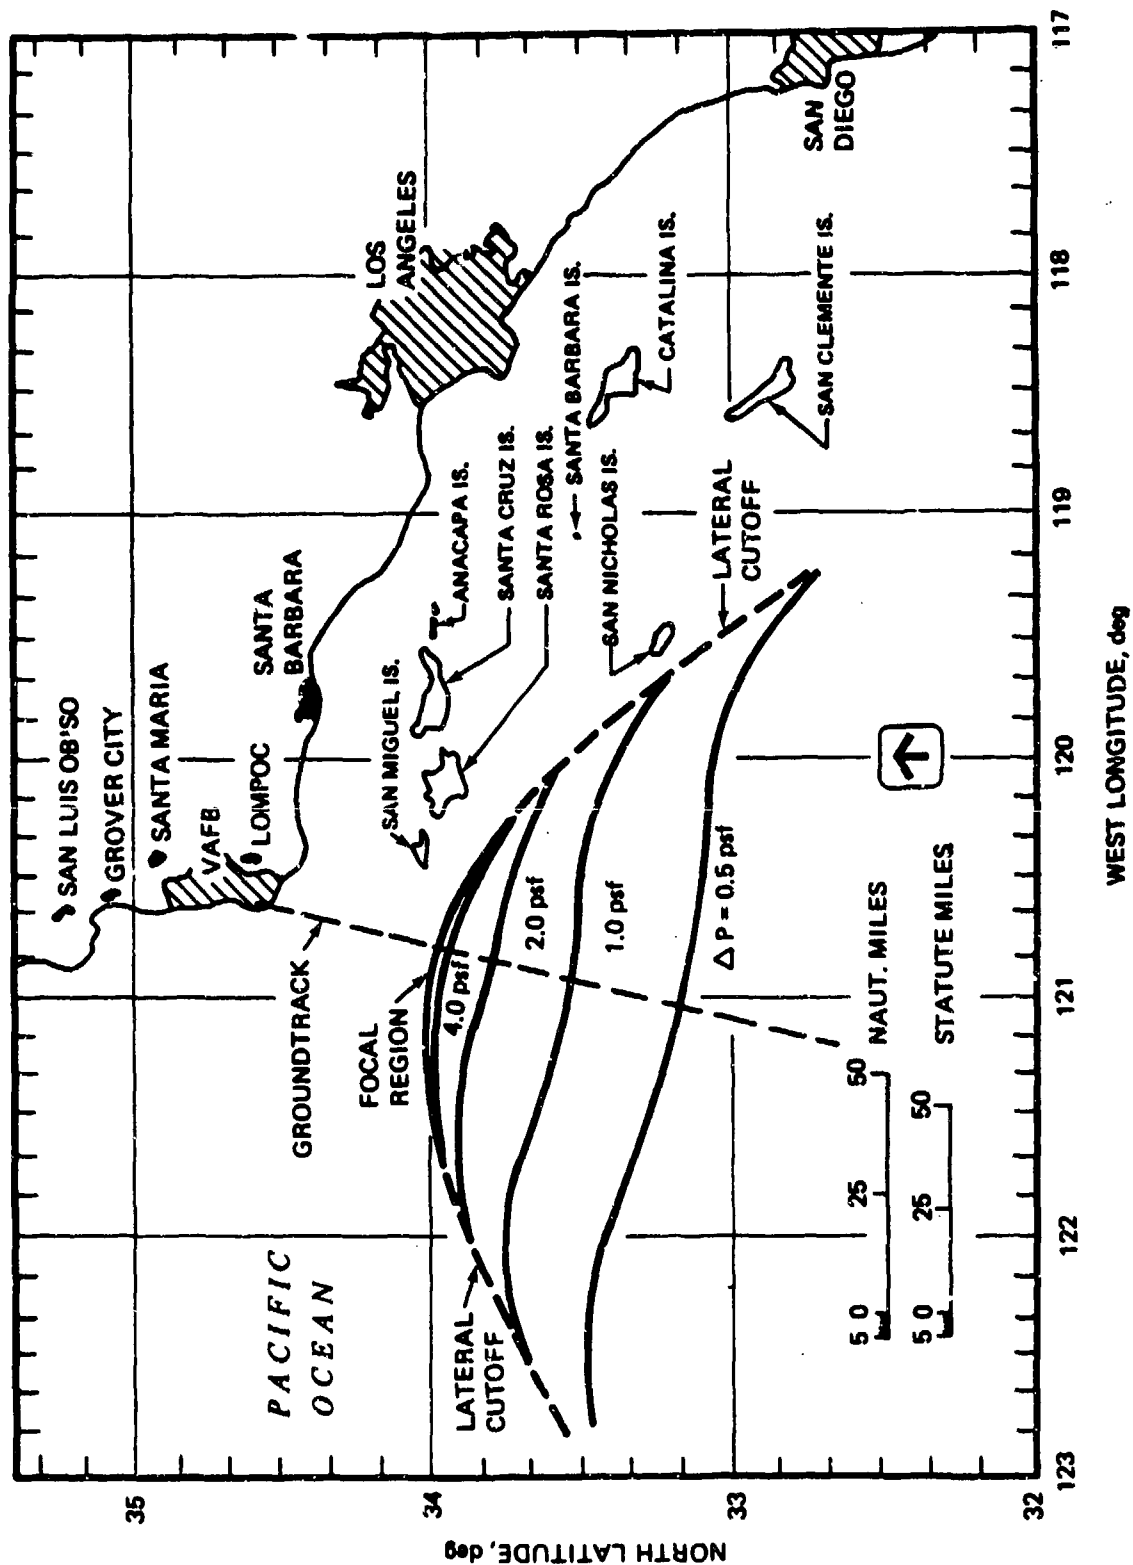 SAN LUIS OB'SO
GROVER CITY
SANTA MARIA
VAFB
LOMPOC
SANTA
BARBARA
LOS
ANGELES
SAN MIGUEL IS.
ANACAPA IS.
SANTA CRUZ IS.
SANTA ROSA IS.
SANTA BARBARA IS.
SAN NICHOLAS IS.
CATALINA IS.
SAN CLEMENTE IS.
SAN
DIEGO
PACIFIC
OCEAN
GROUNDTRACK
FOCAL
REGION
LATERAL
CUTOFF
LATERAL
CUTOFF
4.0 psf
2.0 psf
1.0 psf
Δ P = 0.5 psf
5 0 25 50
NAUT. MILES
5 0 25 50
STATUTE MILES
35
34
33
32
NORTH LATITUDE, deg
123 122 121 120 119 118 117
WEST LONGITUDE, deg